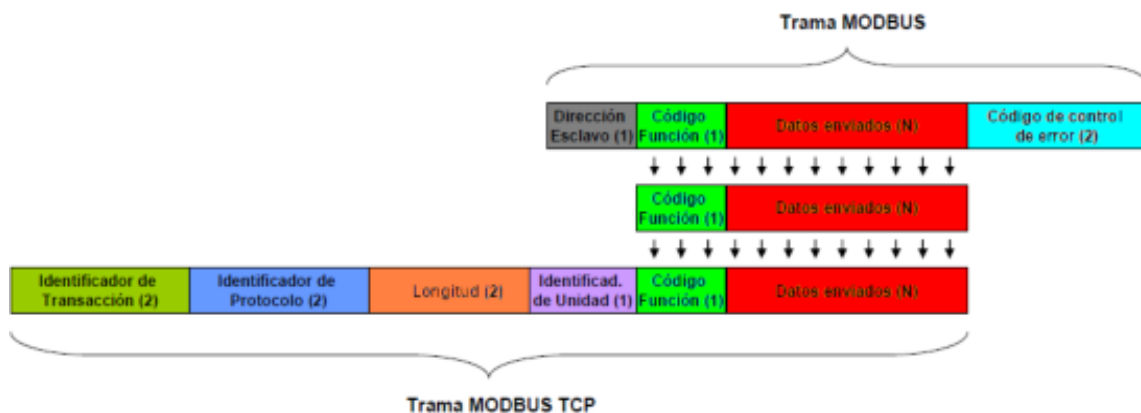 Trama MODBUS
Dirección
Esclavo (1)
Código
Función (1)
Datos enviados (N)
Código de control
de error (2)
Código
Función (1)
Datos enviados (N)
Identificador de
Transacción (2)
Identificador de
Protocolo (2)
Longitud (2)
Identificad.
de Unidad (1)
Código
Función (1)
Datos enviados (N)
Trama MODBUS TCP